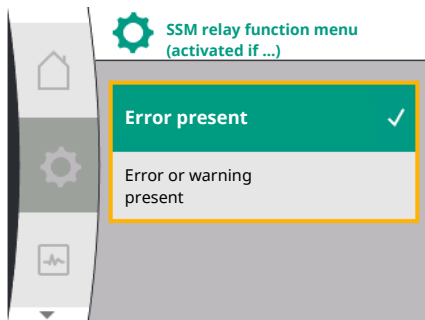 SSM relay function menu
(activated if ...)
Error present
Error or warning
present